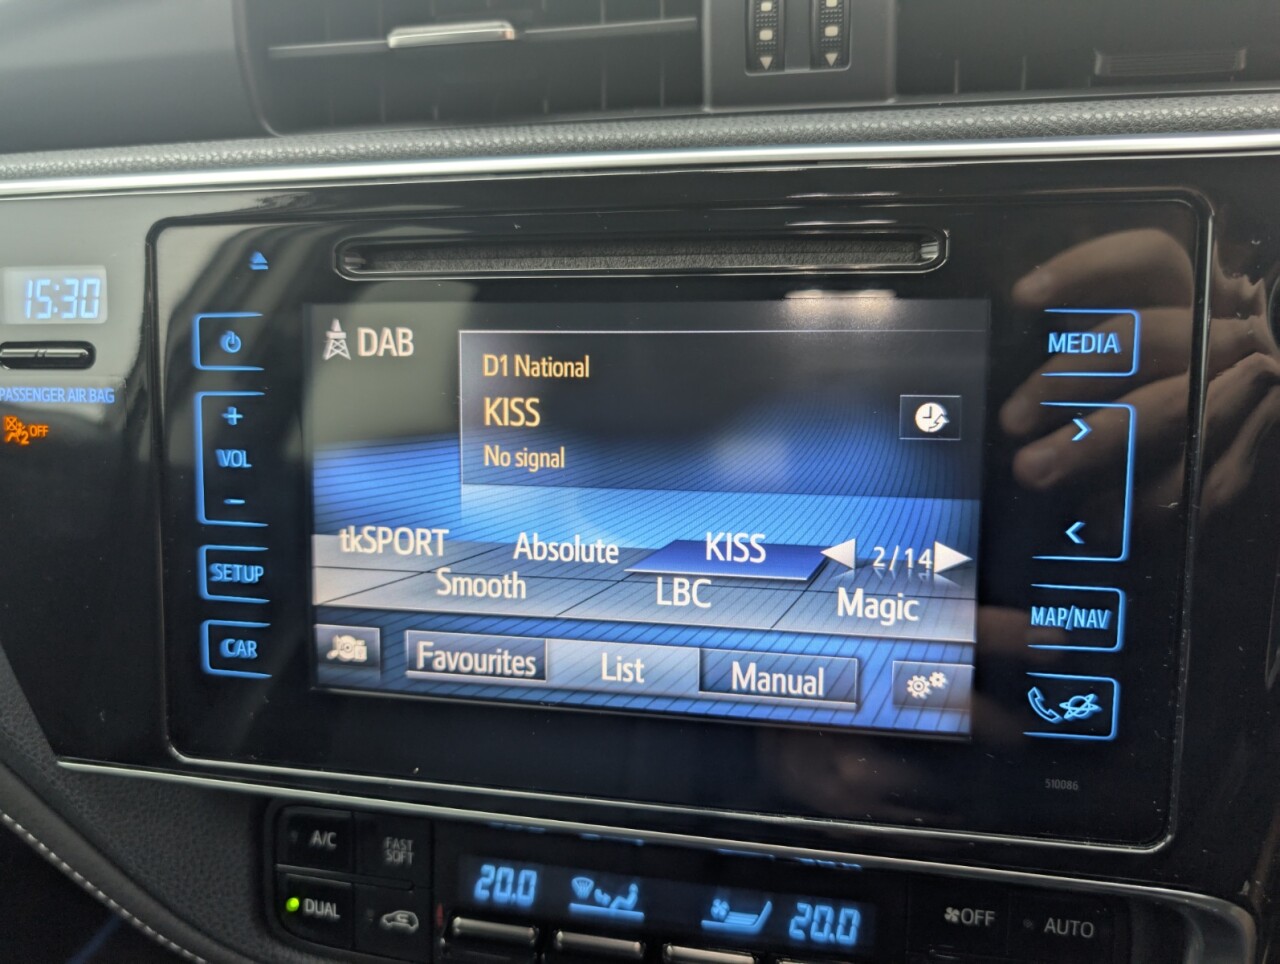 15:30
PASSENGER AIR BAG
2 OFF
VOL
SETUP
CAR
DAB
D1 National
KISS
No signal
tkSPORT
Absolute
KISS
2/14
Smooth
LBC
Magic
Favourites
List
Manual
MEDIA
MAP/NAV
510086
A/C
FAST
SOFT
DUAL
20.0
20.0
OFF
AUTO